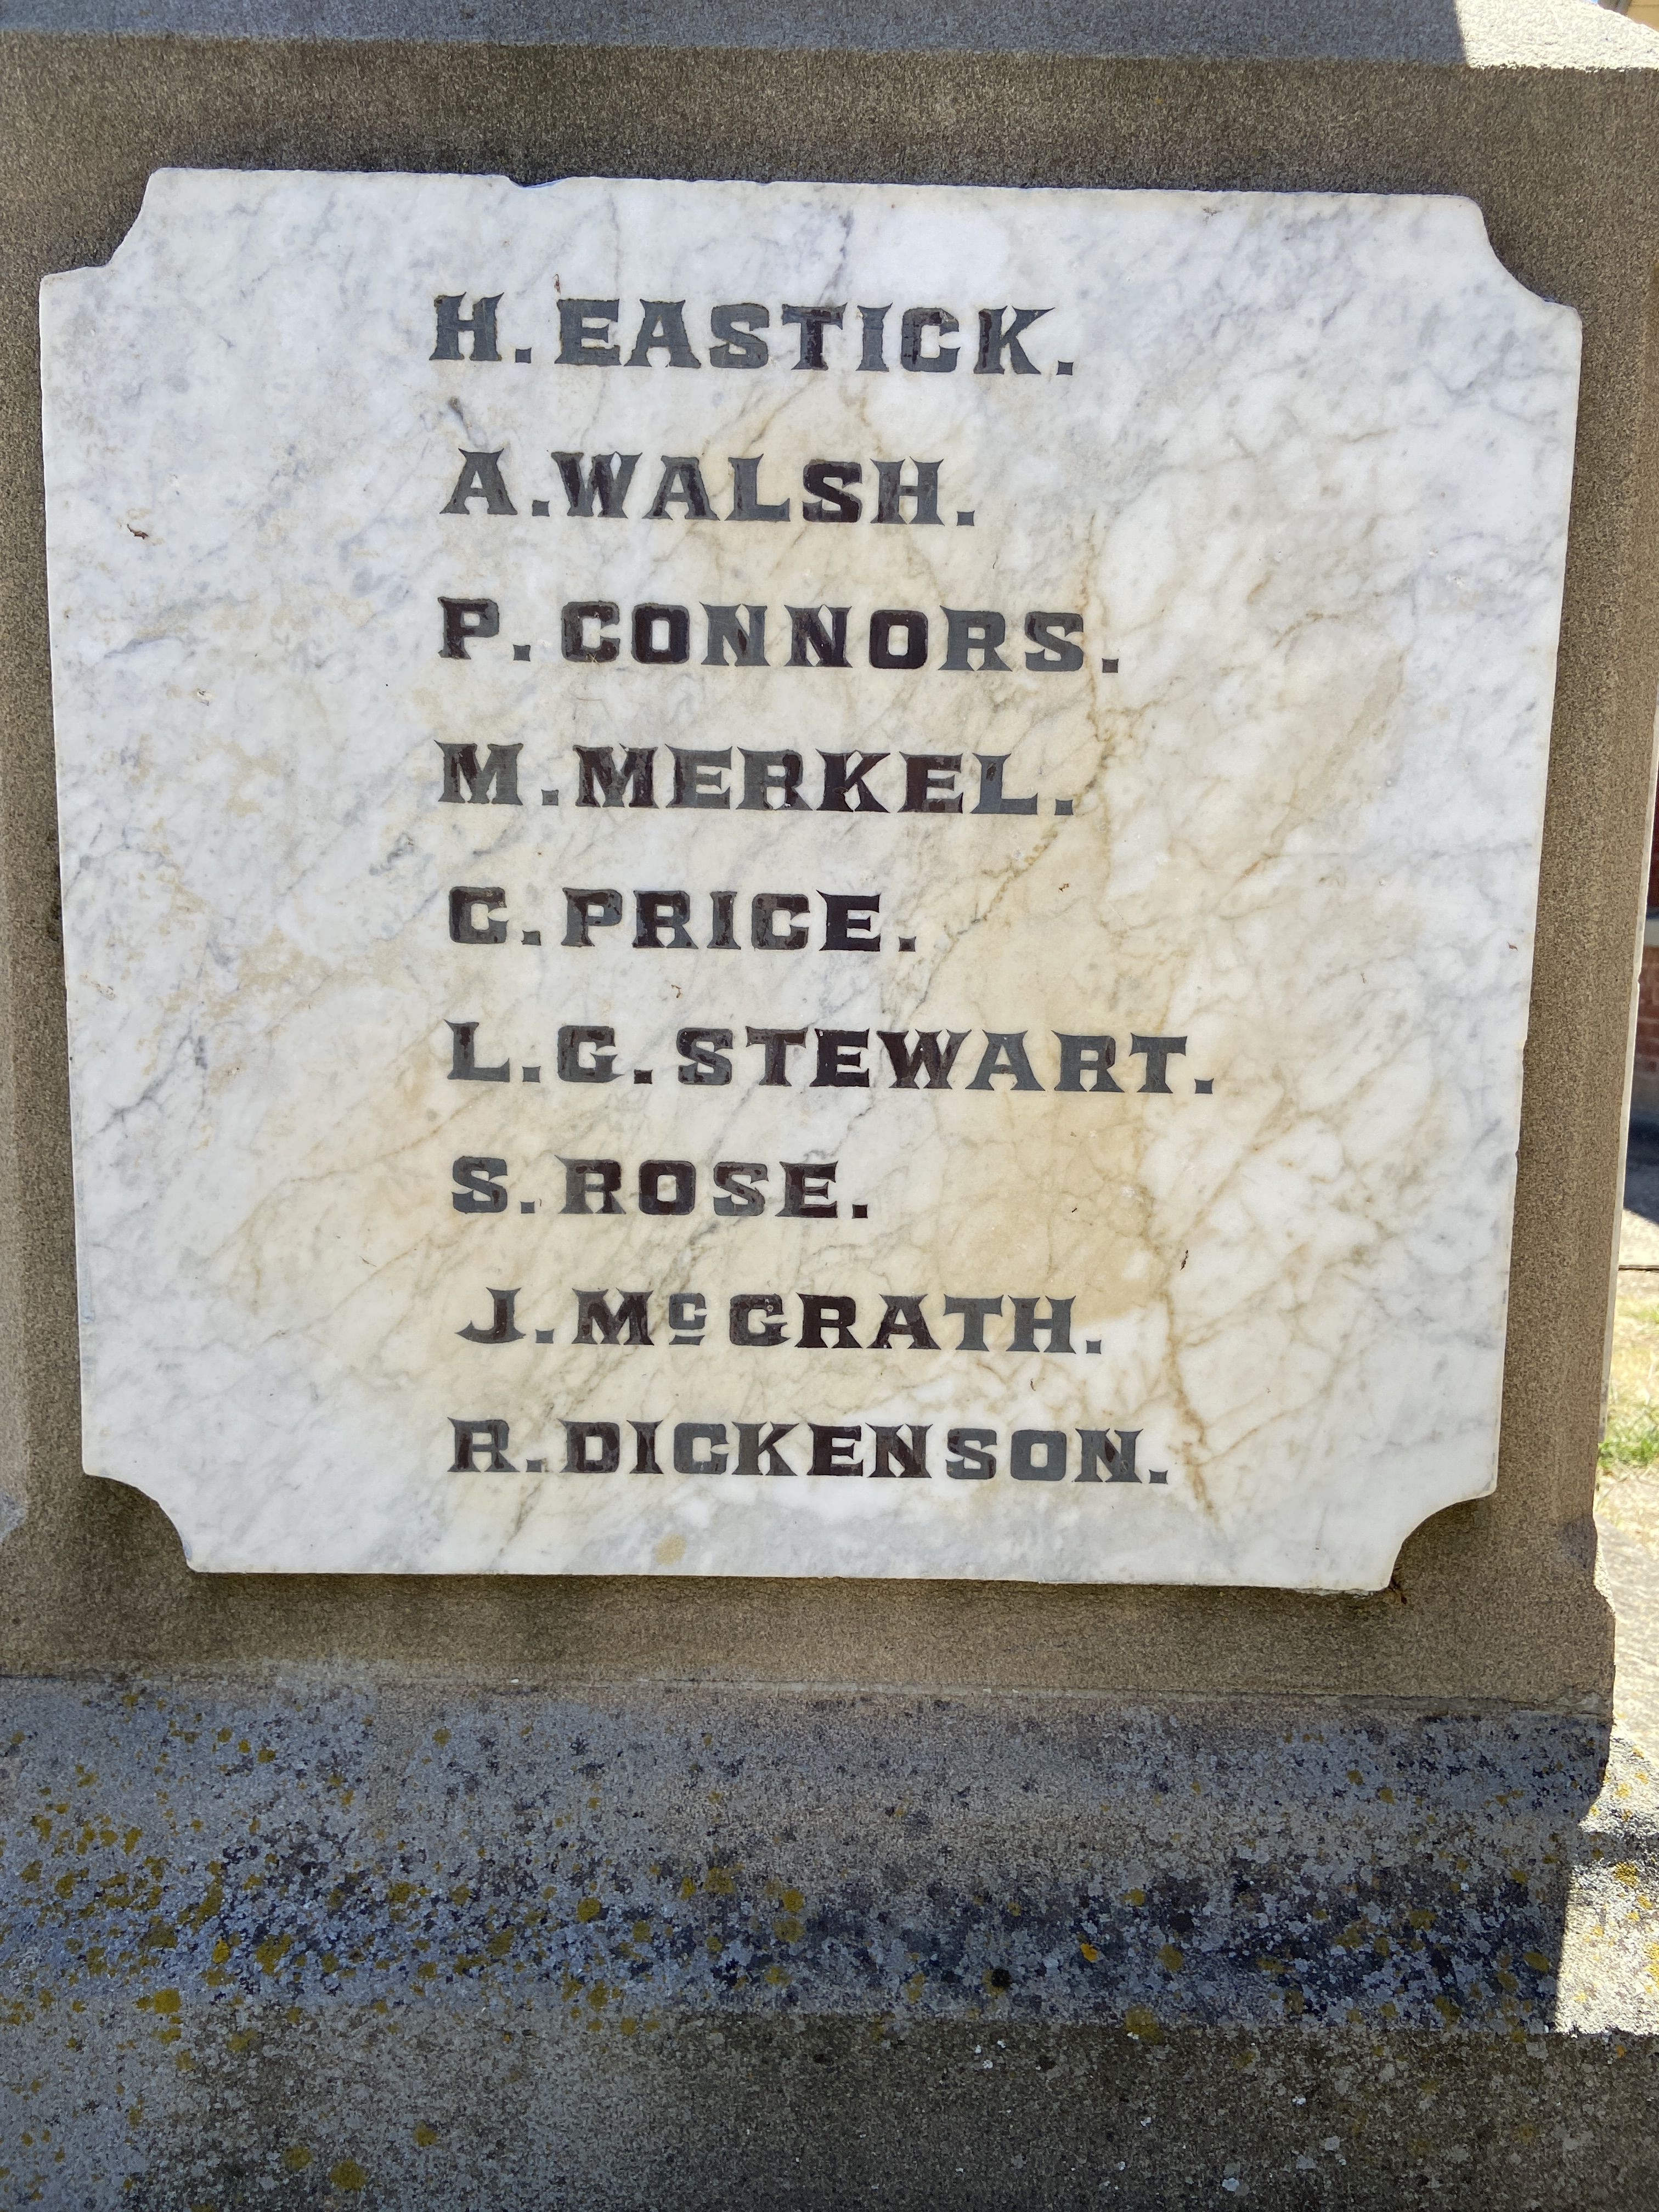 H. EASTICK.
A. WALSH.
P. CONNORS.
M. MERKEL.
C. PRICE.
L. G. STEWART.
S. ROSE.
J. McGRATH.
R. DICKENSON.